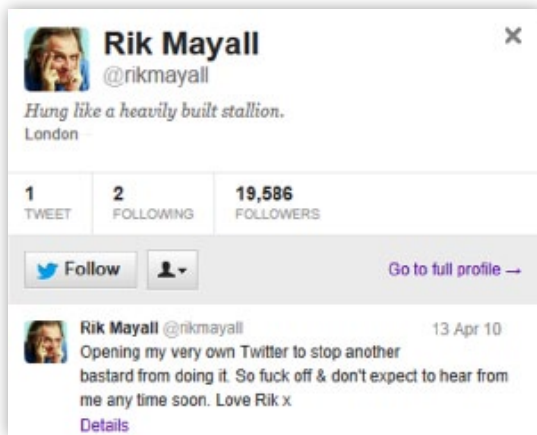 Rik Mayall
@rikmayall
Hung like a heavily built stallion.
London
1
TWEET
2
FOLLOWING
19,586
FOLLOWERS
Follow
Go to full profile →
Rik Mayall @rikmayall 13 Apr 10
Opening my very own Twitter to stop another
bastard from doing it. So fuck off & don't expect to hear from
me any time soon. Love Rik x
Details